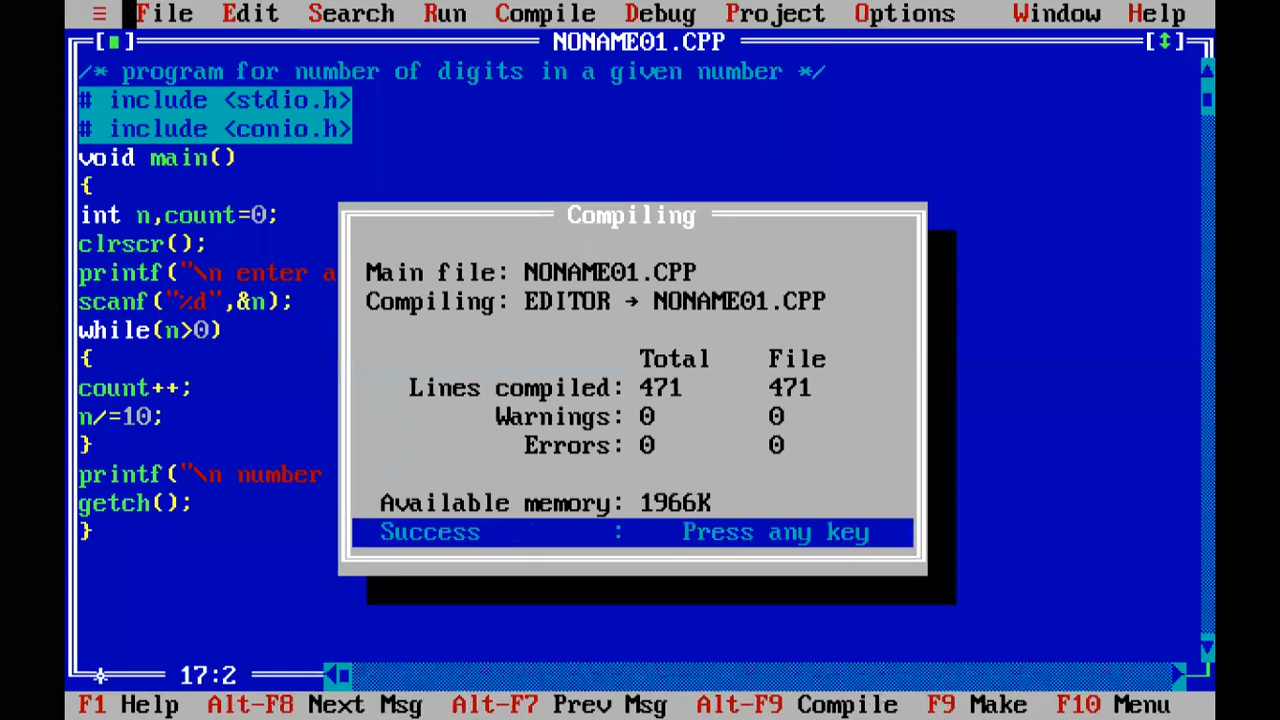 ≡ File Edit Search Run Compile Debug Project Options Window Help
[■] NONAME01.CPP [↕]
/* program for number of digits in a given number */
# include <stdio.h>
# include <conio.h>
void main()
{
int n,count=0;
clrscr();
printf("\n enter a
scanf("%d",&n);
while(n>0)
{
count++;
n/=10;
}
printf("\n number
getch();
}
Compiling
Main file: NONAME01.CPP
Compiling: EDITOR → NONAME01.CPP
Total File
Lines compiled: 471 471
Warnings: 0 0
Errors: 0 0
Available memory: 1966K
Success : Press any key
17:2
F1 Help Alt-F8 Next Msg Alt-F7 Prev Msg Alt-F9 Compile F9 Make F10 Menu